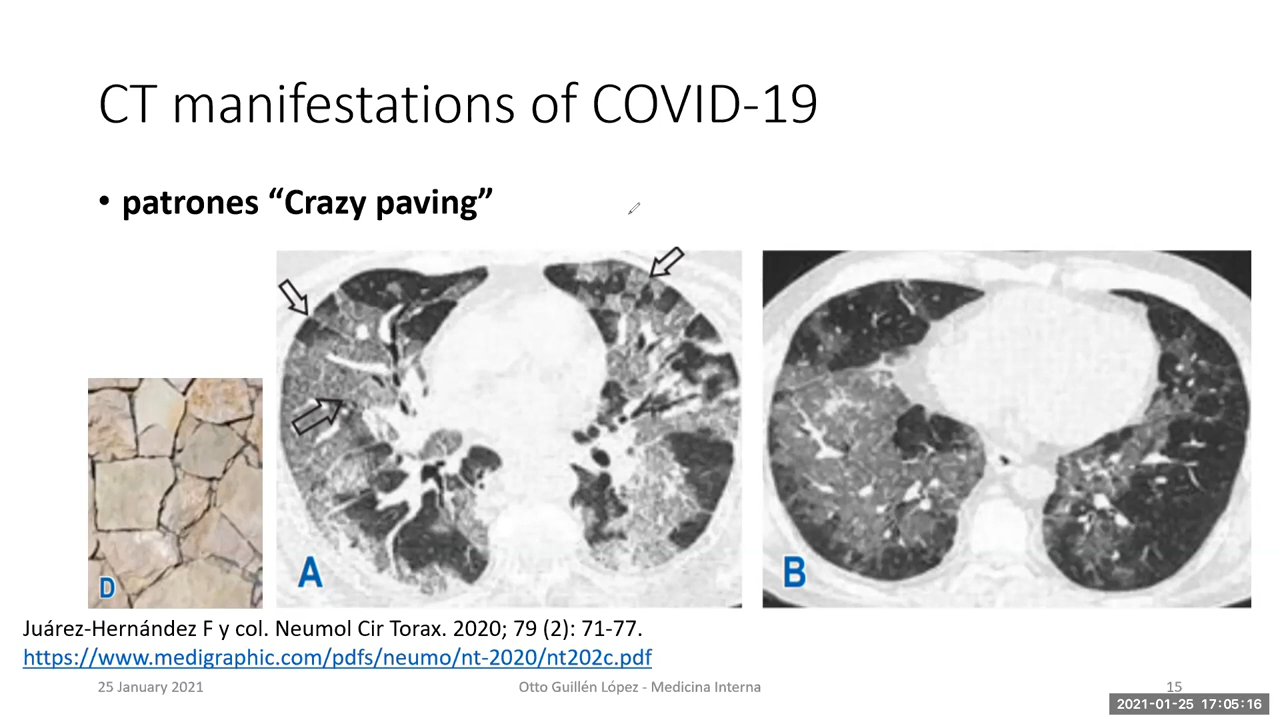 CT manifestations of COVID-19
• patrones “Crazy paving”
D
A
B
Juárez-Hernández F y col. Neumol Cir Torax. 2020; 79 (2): 71-77.
https://www.medigraphic.com/pdfs/neumo/nt-2020/nt202c.pdf
25 January 2021
Otto Guillén López - Medicina Interna
15
2021-01-25 17:05:16